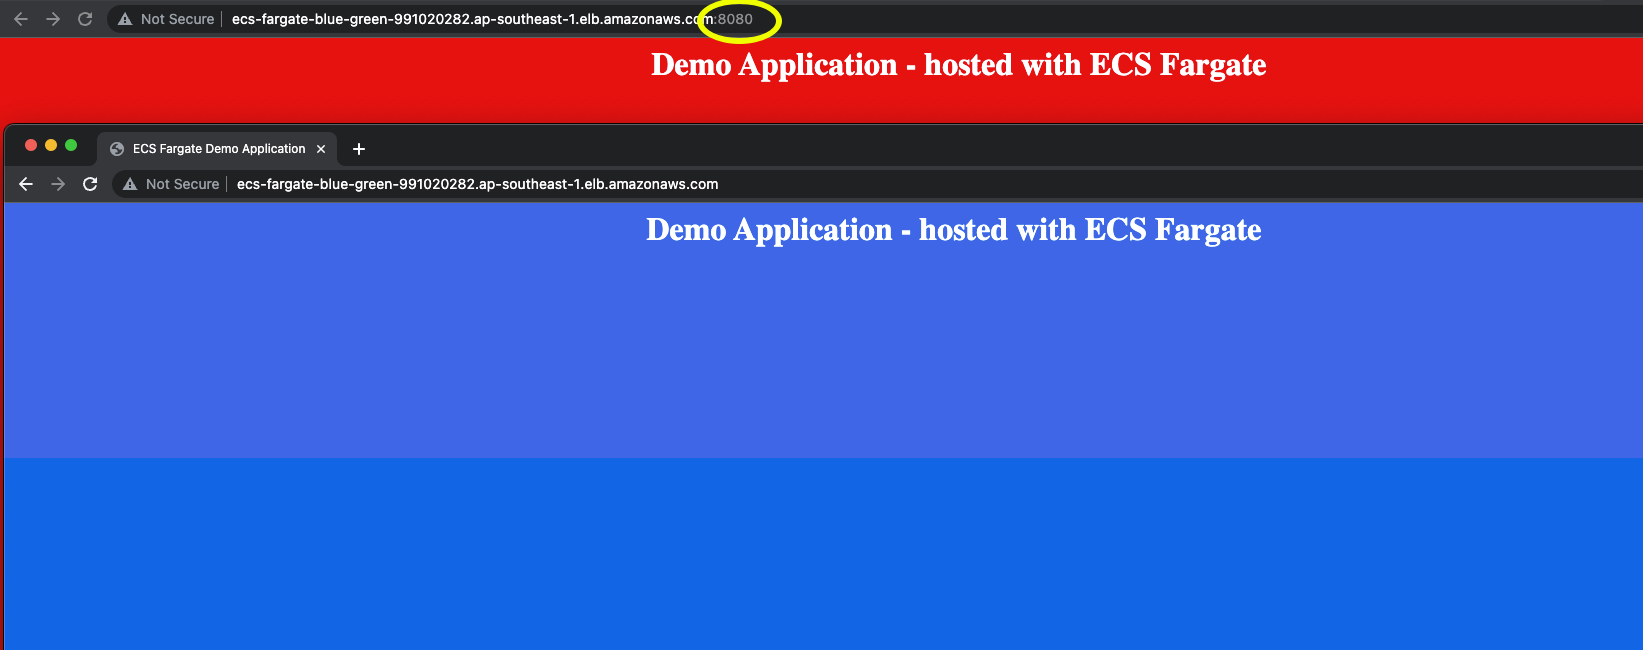 Not Secure | ecs-fargate-blue-green-991020282.ap-southeast-1.elb.amazonaws.com:8080
Demo Application - hosted with ECS Fargate
ECS Fargate Demo Application
Not Secure | ecs-fargate-blue-green-991020282.ap-southeast-1.elb.amazonaws.com
Demo Application - hosted with ECS Fargate